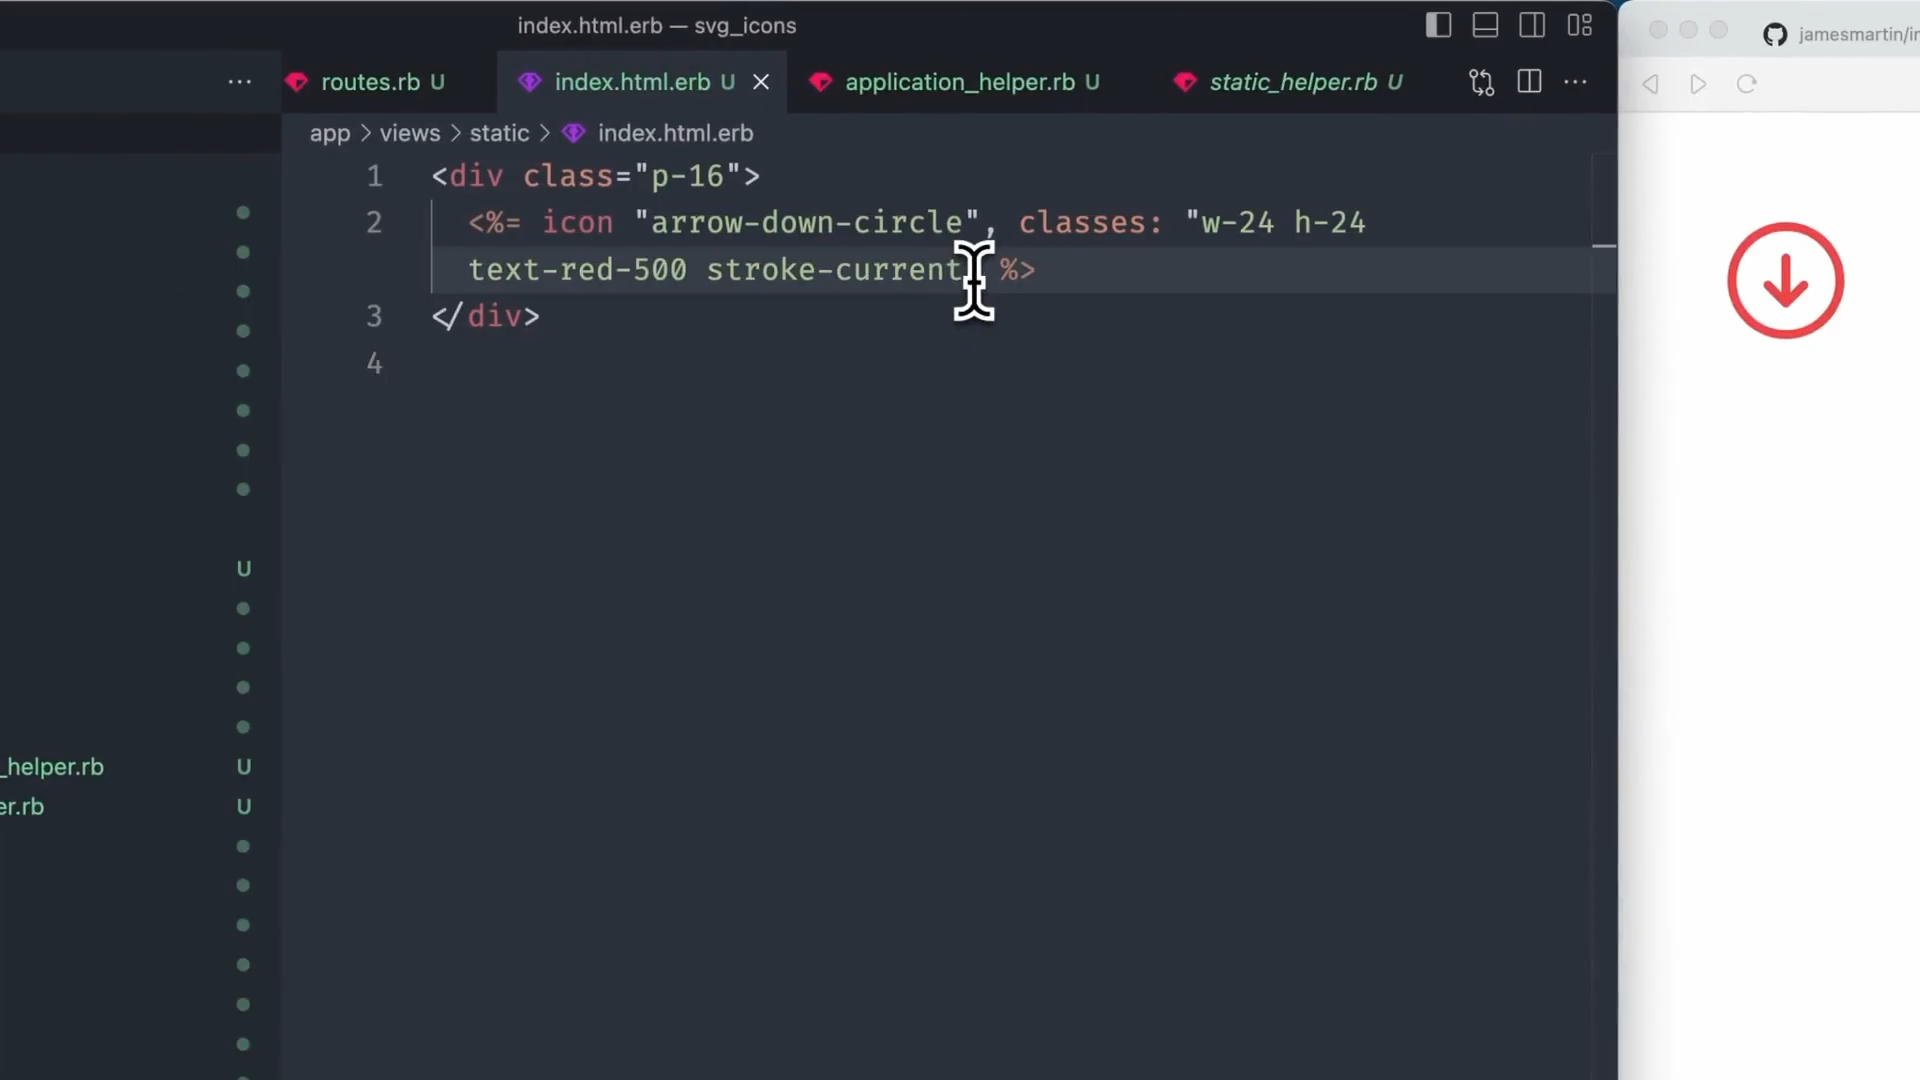 index.html.erb — svg_icons
jamesmartin/in
routes.rb U
index.html.erb U
application_helper.rb U
static_helper.rb U
app > views > static > index.html.erb
1 <div class="p-16">
2 <%= icon "arrow-down-circle", classes: "w-24 h-24
text-red-500 stroke-current %>
3 </div>
4
U
_helper.rb U
er.rb U